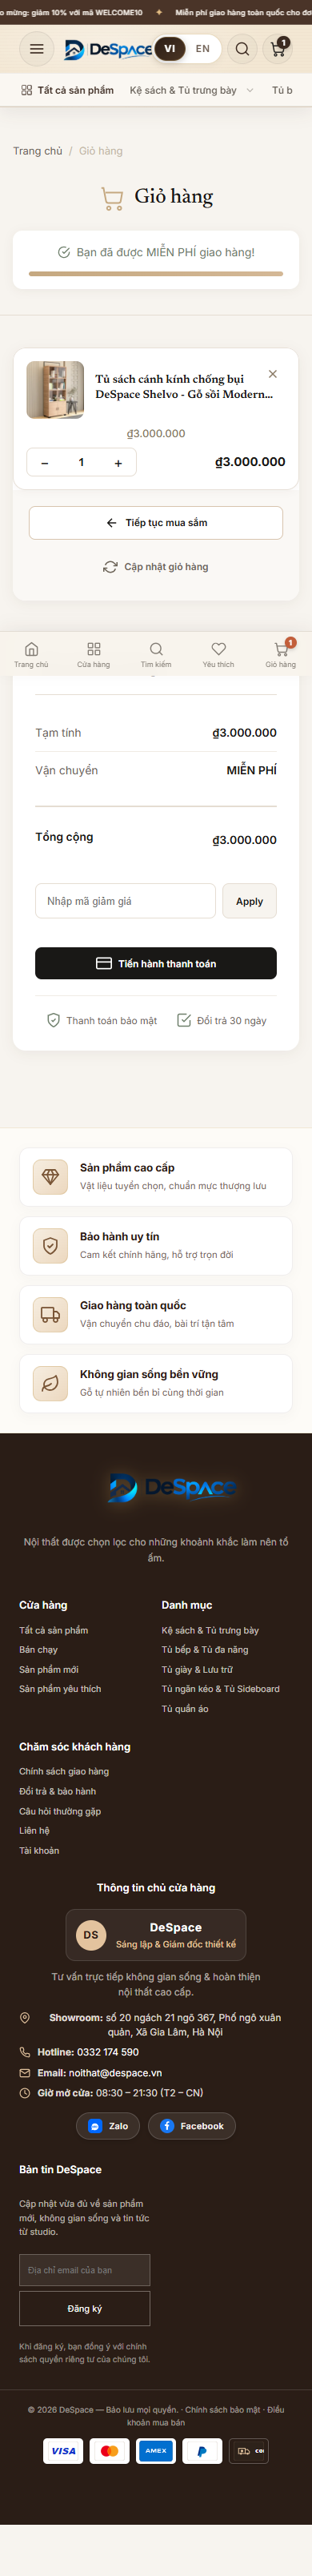 o mừng: giảm 10% với mã WELCOME10 ✦ Miễn phí giao hàng toàn quốc cho đơ
DeSpace
VI EN
1
Tất cả sản phẩm Kệ sách & Tủ trưng bày Tủ b
Trang chủ / Giỏ hàng
Giỏ hàng
Bạn đã được MIỄN PHÍ giao hàng!
Tủ sách cánh kính chống bụi
DeSpace Shelvo - Gỗ sồi Modern...
₫3.000.000
− 1 +
₫3.000.000
Tiếp tục mua sắm
Cập nhật giỏ hàng
Trang chủ Cửa hàng Tìm kiếm Yêu thích 1 Giỏ hàng
Tạm tính ₫3.000.000
Vận chuyển MIỄN PHÍ
Tổng cộng ₫3.000.000
Nhập mã giảm giá Apply
Tiến hành thanh toán
Thanh toán bảo mật Đổi trả 30 ngày
Sản phẩm cao cấp
Vật liệu tuyển chọn, chuẩn mực thượng lưu
Bảo hành uy tín
Cam kết chính hãng, hỗ trợ trọn đời
Giao hàng toàn quốc
Vận chuyển chu đáo, bài trí tận tâm
Không gian sống bền vững
Gỗ tự nhiên bền bỉ cùng thời gian
DeSpace
Nội thất được chọn lọc cho những khoảnh khắc làm nên tổ
ấm.
Cửa hàng
Tất cả sản phẩm
Bán chạy
Sản phẩm mới
Sản phẩm yêu thích
Danh mục
Kệ sách & Tủ trưng bày
Tủ bếp & Tủ đa năng
Tủ giày & Lưu trữ
Tủ ngăn kéo & Tủ Sideboard
Tủ quần áo
Chăm sóc khách hàng
Chính sách giao hàng
Đổi trả & bảo hành
Câu hỏi thường gặp
Liên hệ
Tài khoản
Thông tin chủ cửa hàng
DS
DeSpace
Sáng lập & Giám đốc thiết kế
Tư vấn trực tiếp không gian sống & hoàn thiện
nội thất cao cấp.
Showroom: số 20 ngách 21 ngõ 367, Phố ngô xuân
quản, Xã Gia Lâm, Hà Nội
Hotline: 0332 174 590
Email: noithat@despace.vn
Giờ mở cửa: 08:30 – 21:30 (T2 – CN)
Zalo Facebook
Bản tin DeSpace
Cập nhật vừa đủ về sản phẩm
mới, không gian sống và tin tức
từ studio.
Địa chỉ email của bạn
Đăng ký
Khi đăng ký, bạn đồng ý với chính
sách quyền riêng tư của chúng tôi.
© 2026 DeSpace — Bảo lưu mọi quyền. · Chính sách bảo mật · Điều
khoản mua bán
VISA AMEX